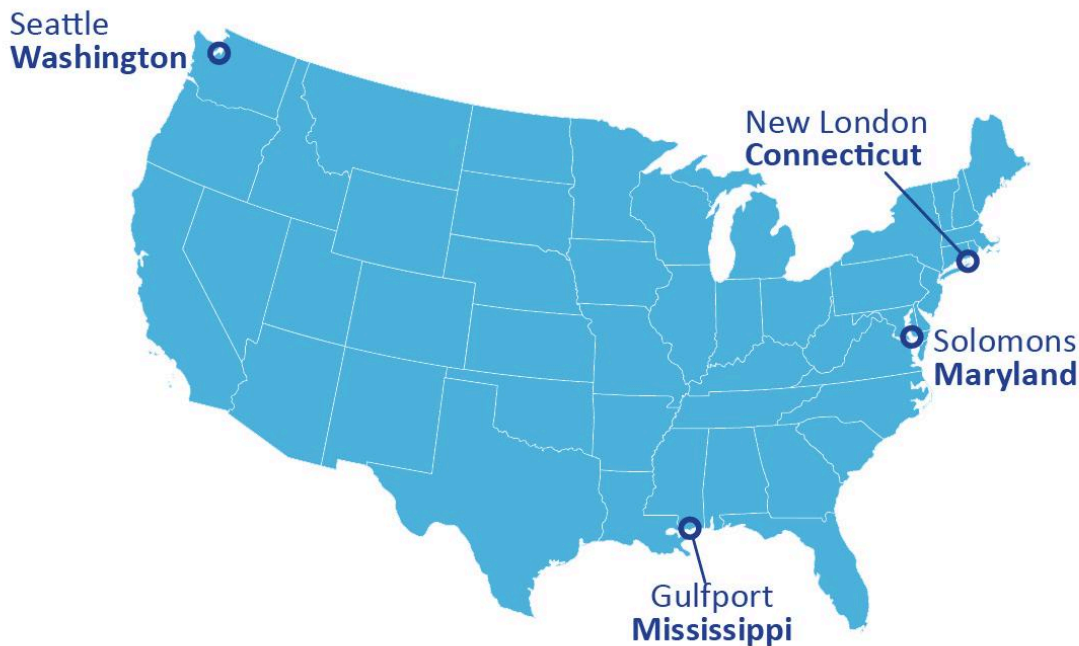 Seattle
Washington
New London
Connecticut
Solomons
Maryland
Gulfport
Mississippi